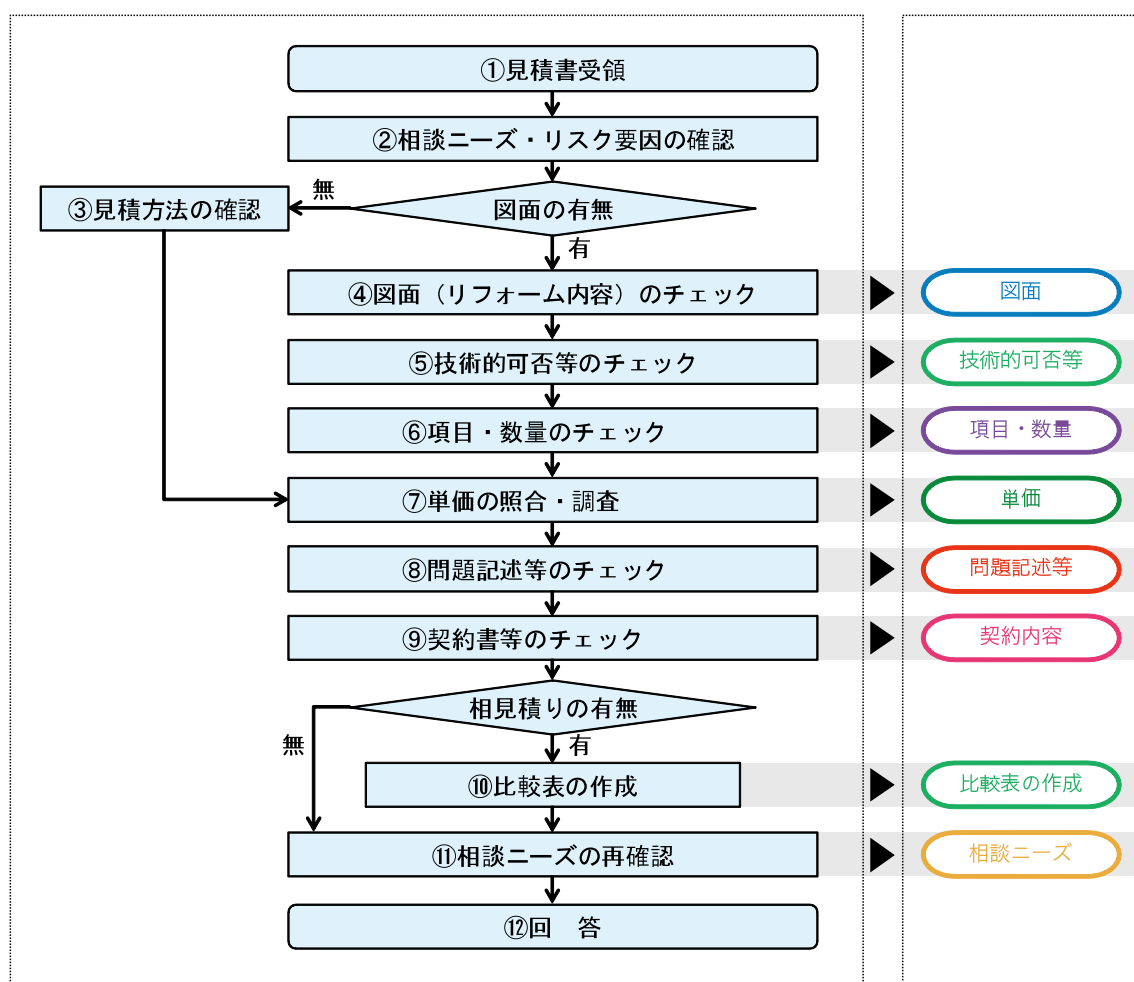 ①見積書受領
②相談ニーズ・リスク要因の確認
無
③見積方法の確認
図面の有無
有
④図面（リフォーム内容）のチェック
図面
⑤技術的可否等のチェック
技術的可否等
⑥項目・数量のチェック
項目・数量
⑦単価の照合・調査
単価
⑧問題記述等のチェック
問題記述等
⑨契約書等のチェック
契約内容
相見積りの有無
無
有
⑩比較表の作成
比較表の作成
⑪相談ニーズの再確認
相談ニーズ
⑫回　答